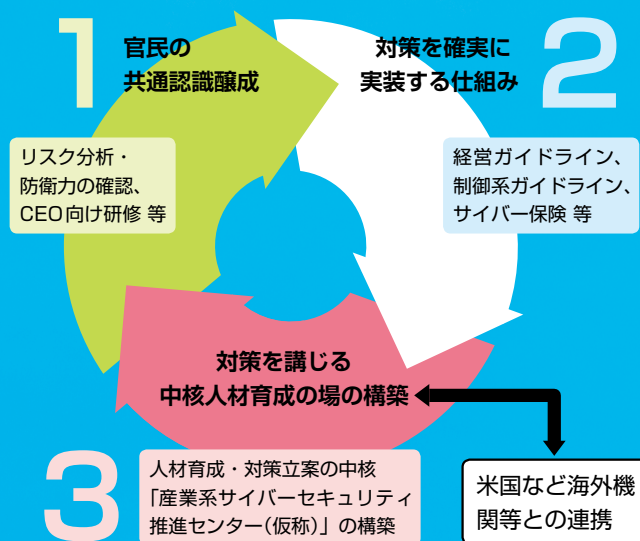 1
官民の
共通認識醸成
リスク分析・
防衛力の確認、
CEO向け研修 等
2
対策を確実に
実装する仕組み
経営ガイドライン、
制御系ガイドライン、
サイバー保険 等
3
対策を講じる
中核人材育成の場の構築
人材育成・対策立案の中核
「産業系サイバーセキュリティ
推進センター(仮称)」の構築
米国など海外機
関等との連携